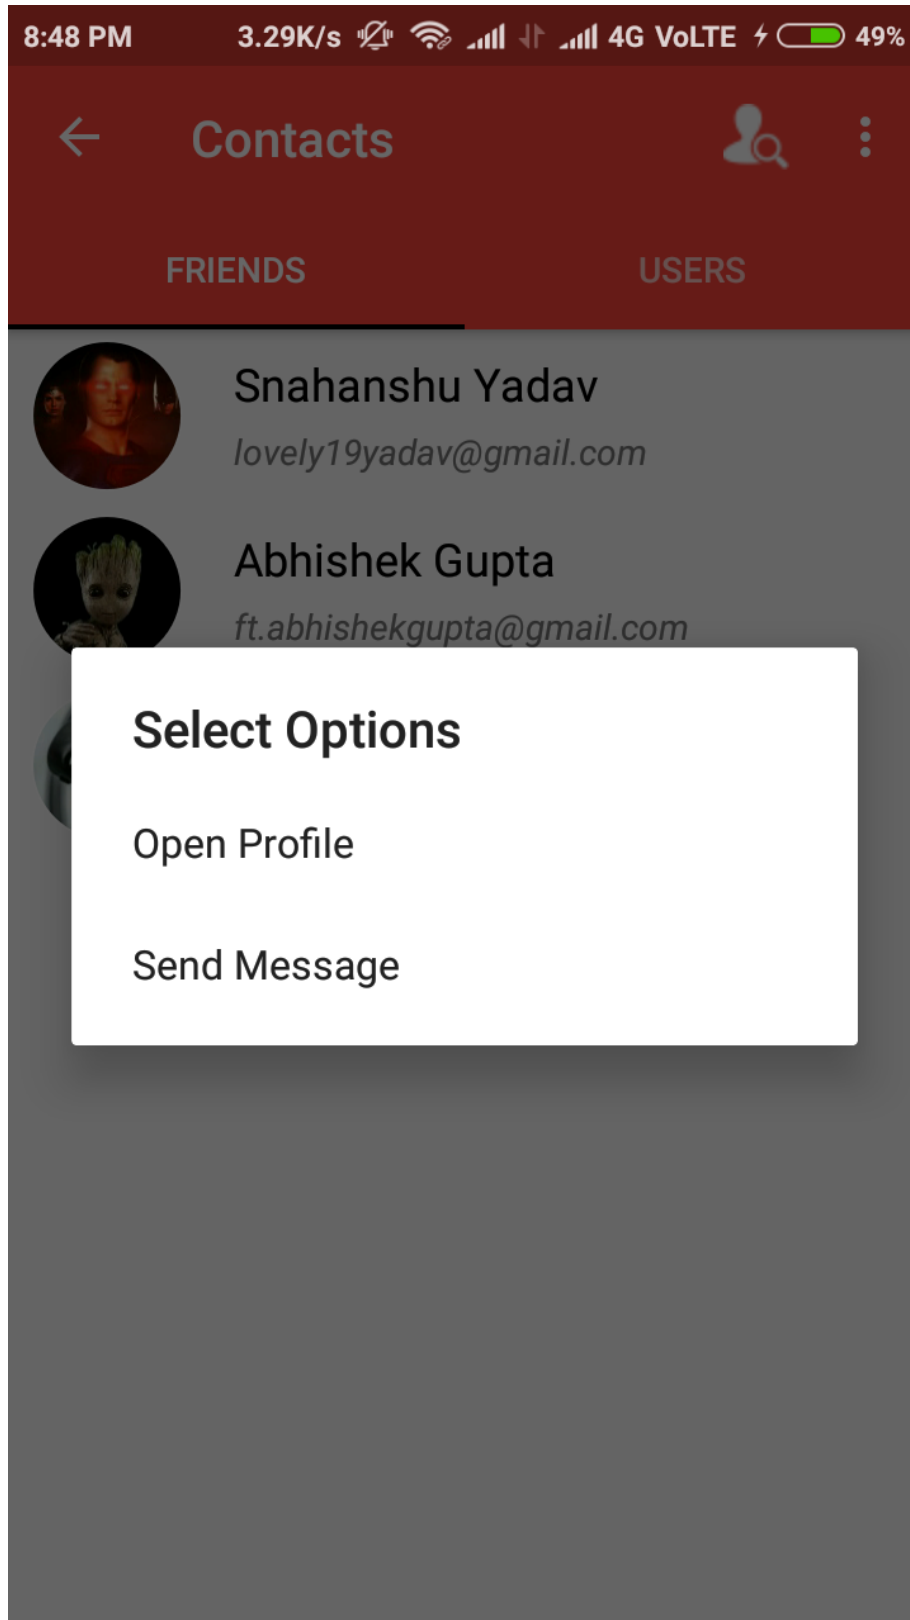 8:48 PM 3.29K/s 4G VoLTE 49%
Contacts
FRIENDS USERS
Snahanshu Yadav
lovely19yadav@gmail.com
Abhishek Gupta
ft.abhishekgupta@gmail.com
Select Options
Open Profile
Send Message